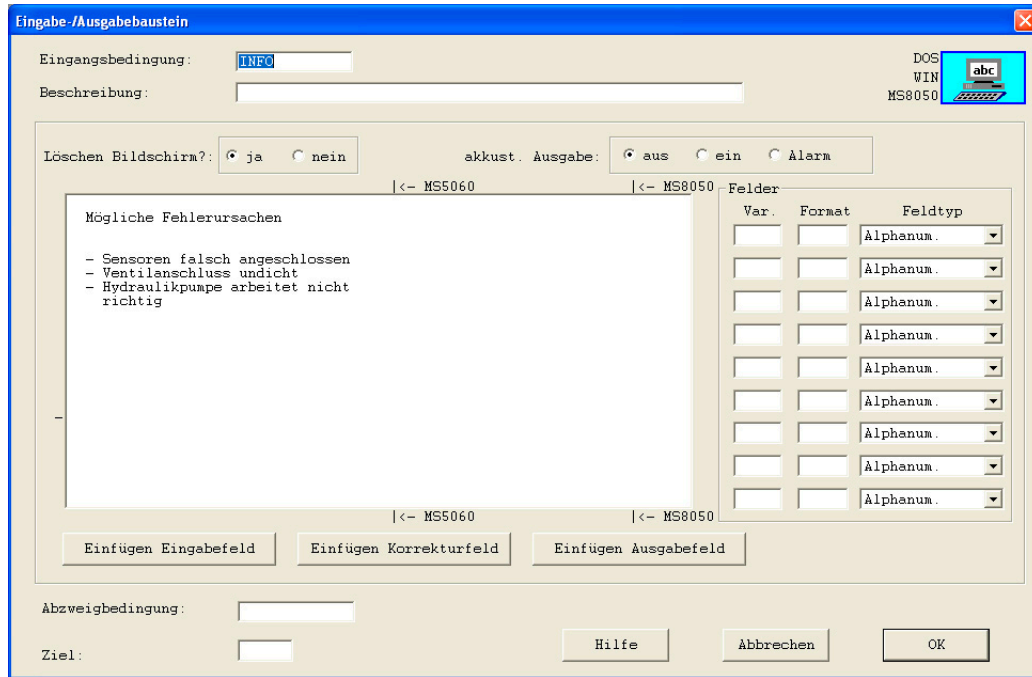 Eingabe-/Ausgabebaustein
Eingangsbedingung: INFO
Beschreibung:
DOS
WIN
MS8050
abc
Löschen Bildschirm?: ja nein
akkust. Ausgabe: aus ein Alarm
|<- MS5060 |<- MS8050
Mögliche Fehlerursachen
- Sensoren falsch angeschlossen
- Ventilanschluss undicht
- Hydraulikpumpe arbeitet nicht
richtig
-
Felder
Var. Format Feldtyp
Alphanum.
Alphanum.
Alphanum.
Alphanum.
Alphanum.
Alphanum.
Alphanum.
Alphanum.
Alphanum.
|<- MS5060 |<- MS8050
Einfügen Eingabefeld Einfügen Korrekturfeld Einfügen Ausgabefeld
Abzweigbedingung:
Ziel:
Hilfe Abbrechen OK